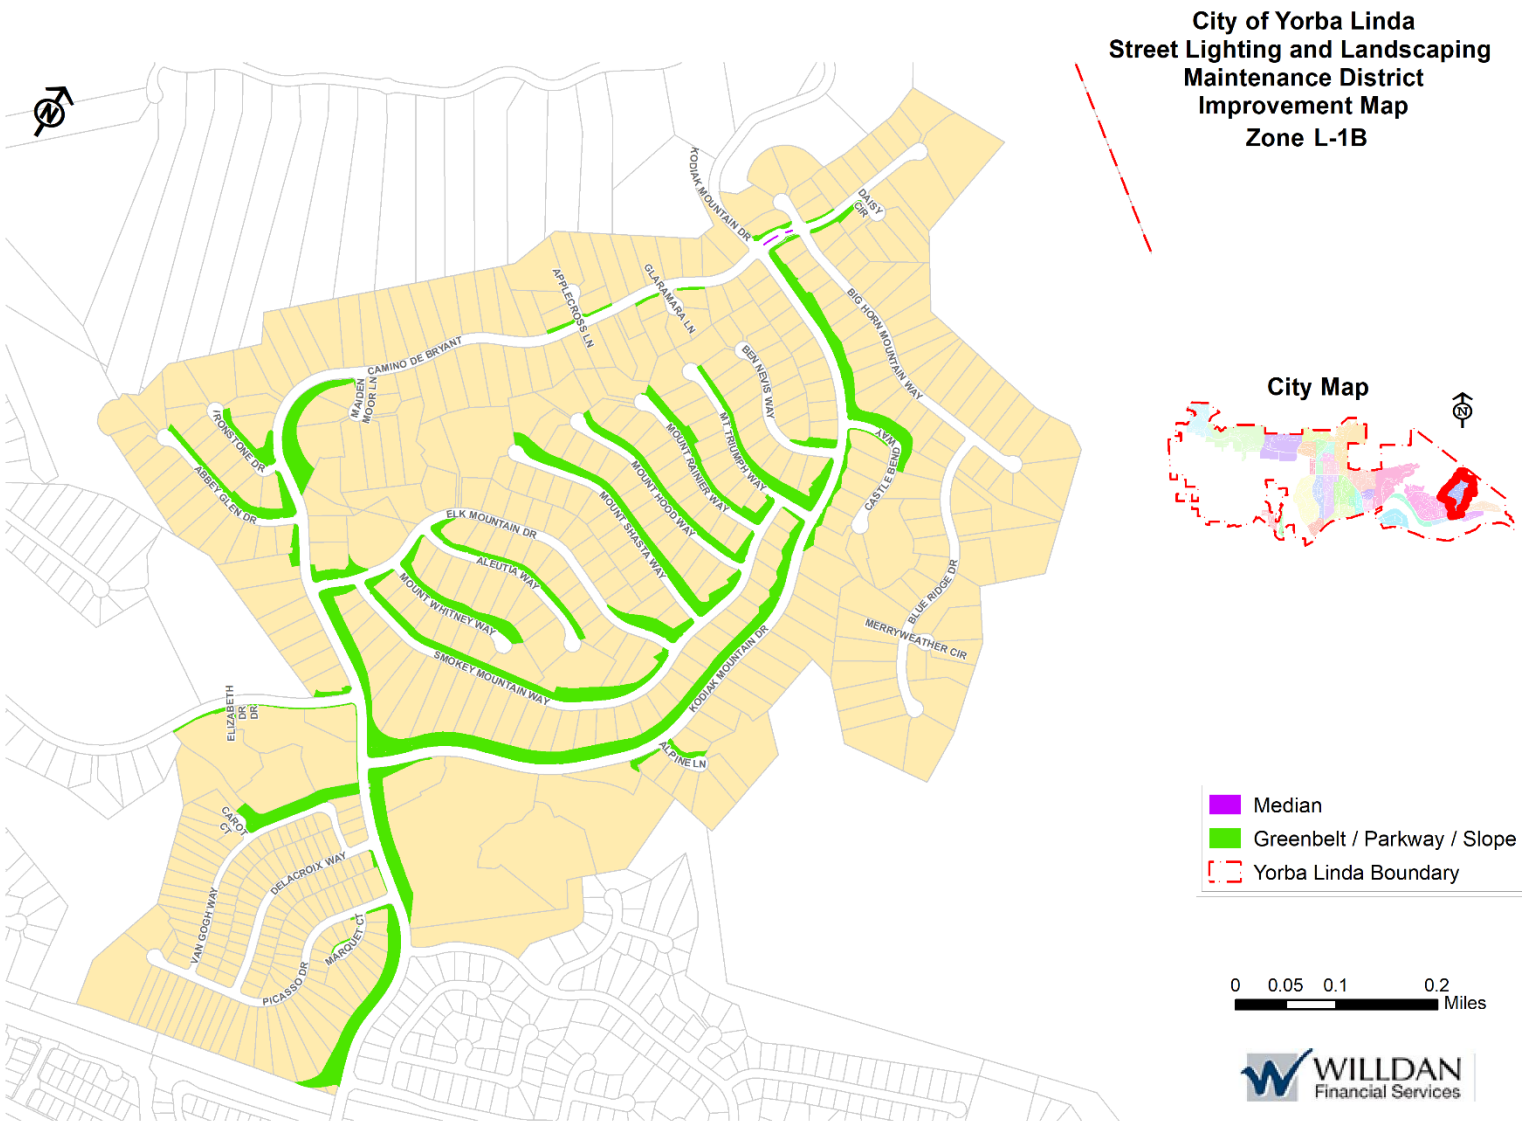 City of Yorba Linda
Street Lighting and Landscaping
Maintenance District
Improvement Map
Zone L-1B
N
KODIAK MOUNTAIN DR
DAISY
CIR
GLARAMARA LN
APPLECROSS LN
BIG HORN MOUNTAIN WAY
CAMINO DE BRYANT
BEN NEVIS WAY
MAIDEN
MOOR LN
IRONSTONE DR
ABBEY GLEN DR
MT TRIUMPH WAY
MOUNT RAINIER WAY
MOUNT HOOD WAY
MOUNT SHASTA WAY
CASTLE BEND
WAY
ELK MOUNTAIN DR
ALEUTIA WAY
MOUNT WHITNEY WAY
SMOKEY MOUNTAIN WAY
BLUE RIDGE DR
MERRYWEATHER CIR
KODIAK MOUNTAIN DR
ELIZABETH
DR
DR
ALPINE LN
CAROT
CT
DELACROIX WAY
VAN GOGH WAY
MARQUET CT
PICASSO DR
City Map
N
Median
Greenbelt / Parkway / Slope
Yorba Linda Boundary
0 0.05 0.1 0.2
Miles
WILLDAN
Financial Services